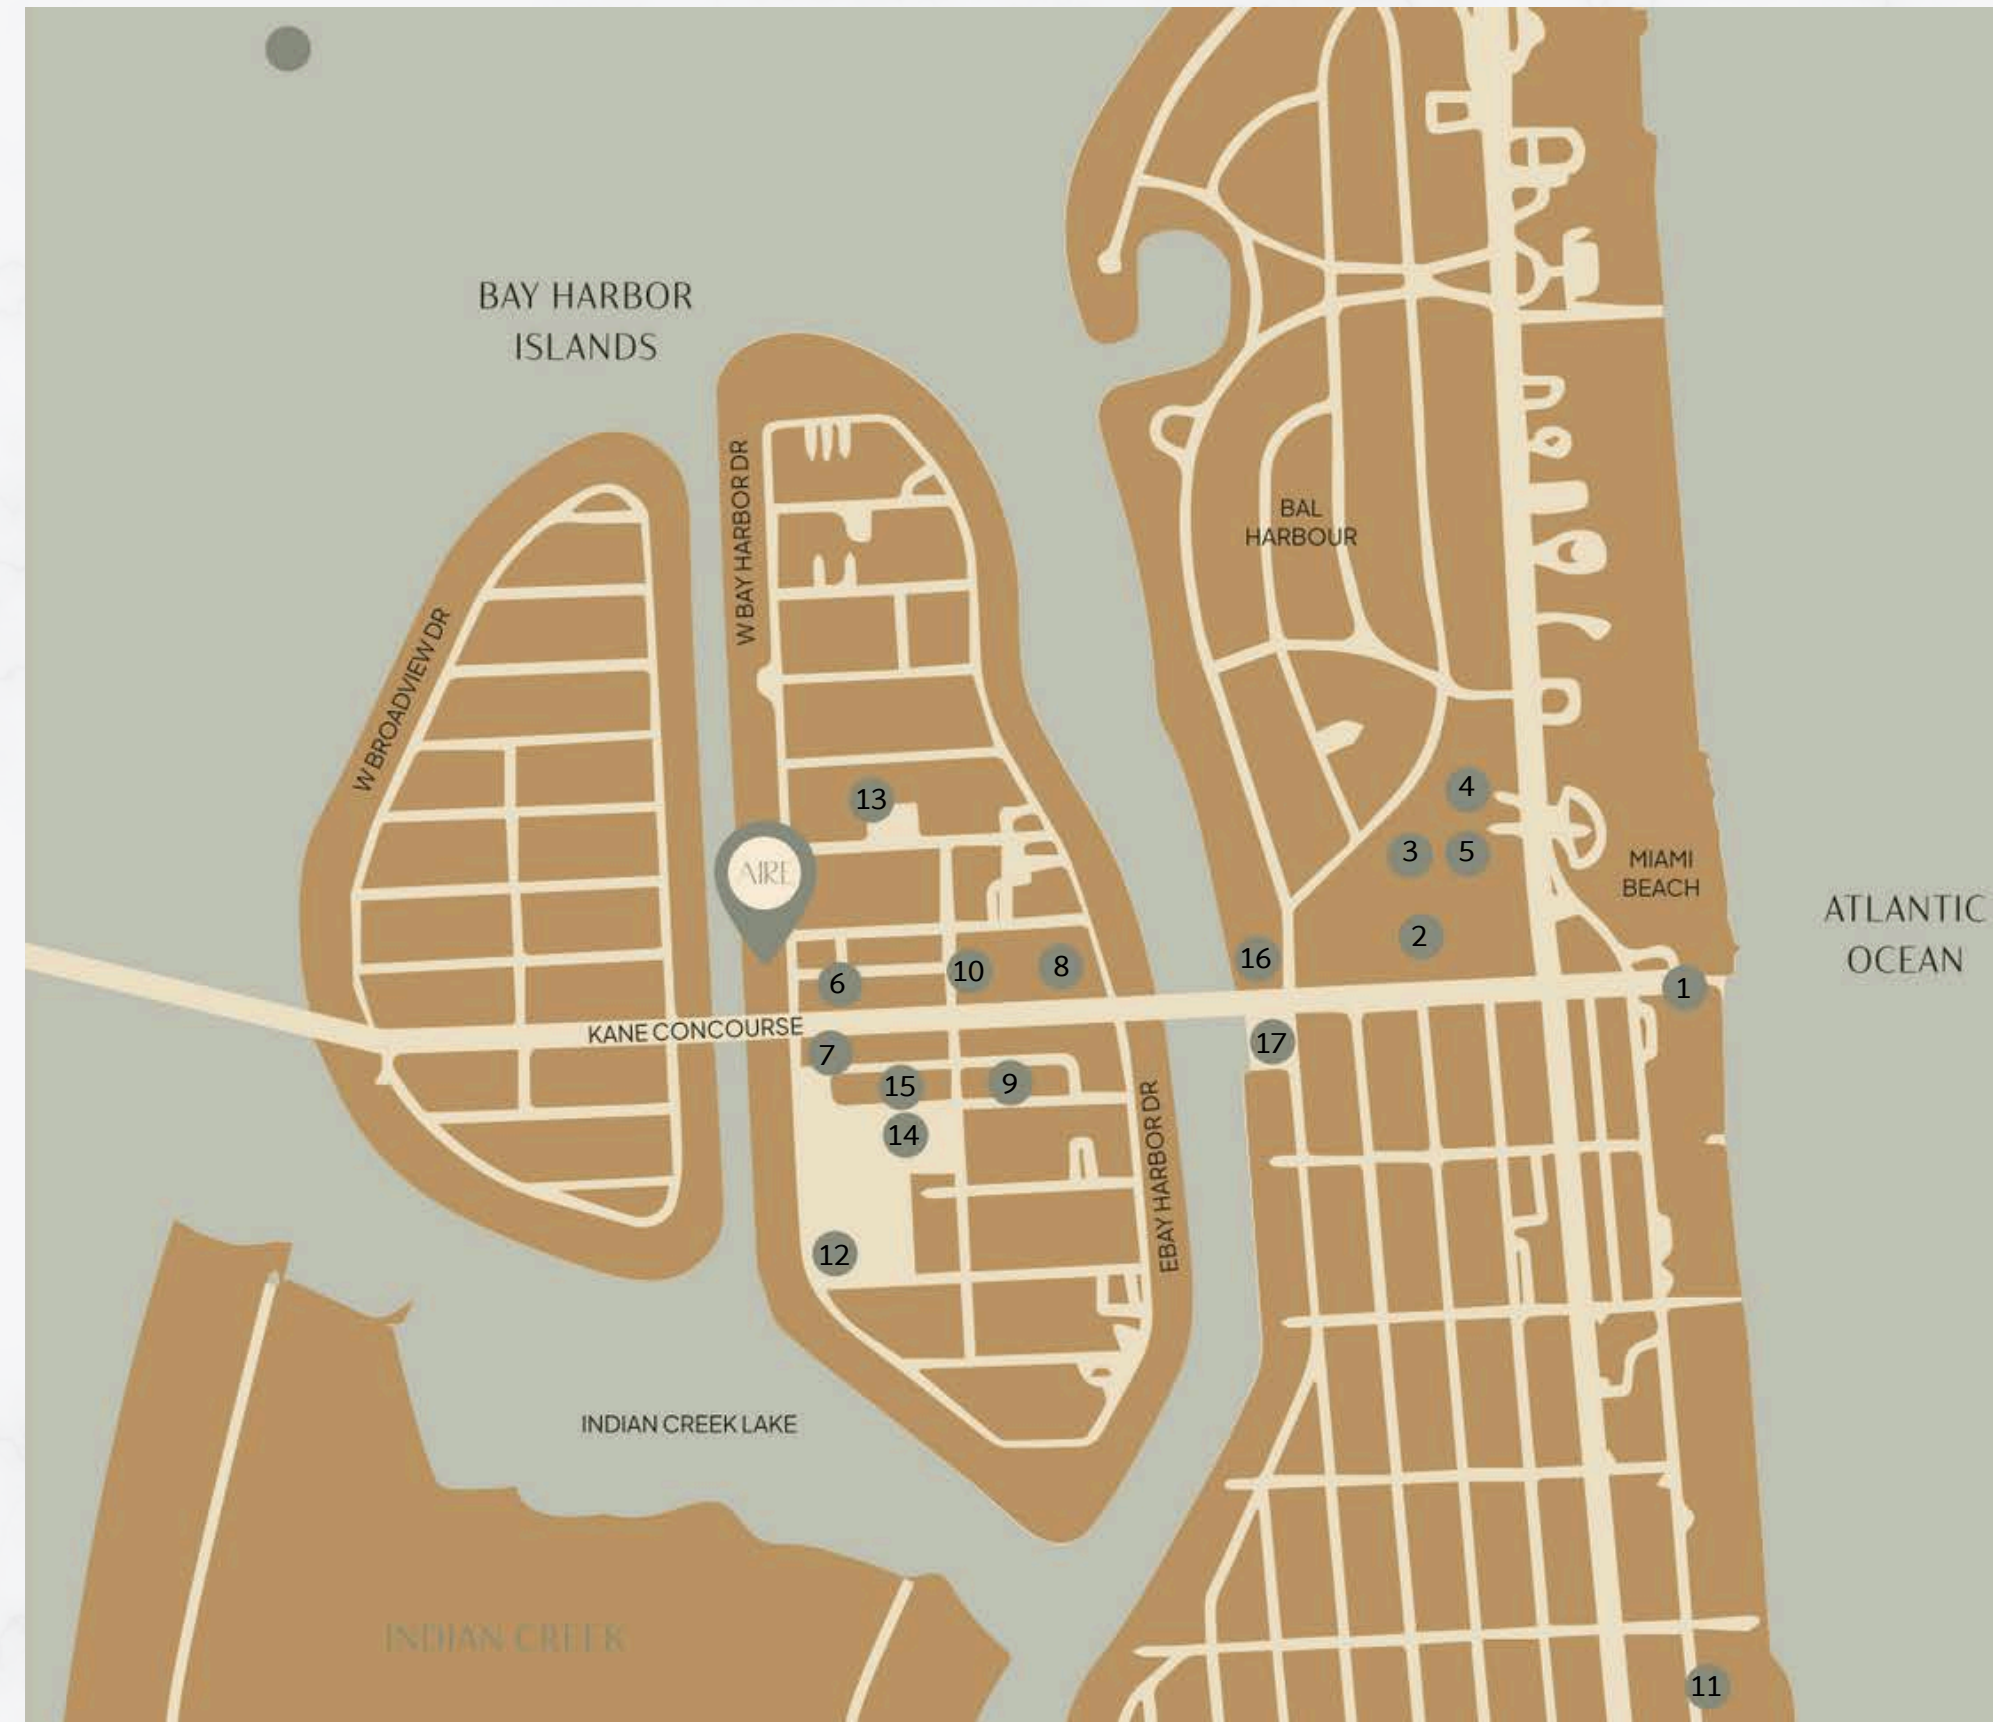 BAY HARBOR
ISLANDS
W BAY HARBOR DR
BAL
HARBOUR
W BROADVIEW DR
4
13
3
5
MIAMI
BEACH
AIRE
ATLANTIC
OCEAN
2
16
10
8
6
1
KANE CONCOURSE
17
7
15
9
14
EBAY HARBOR DR
12
INDIAN CREEK LAKE
INDIAN CREEK
11